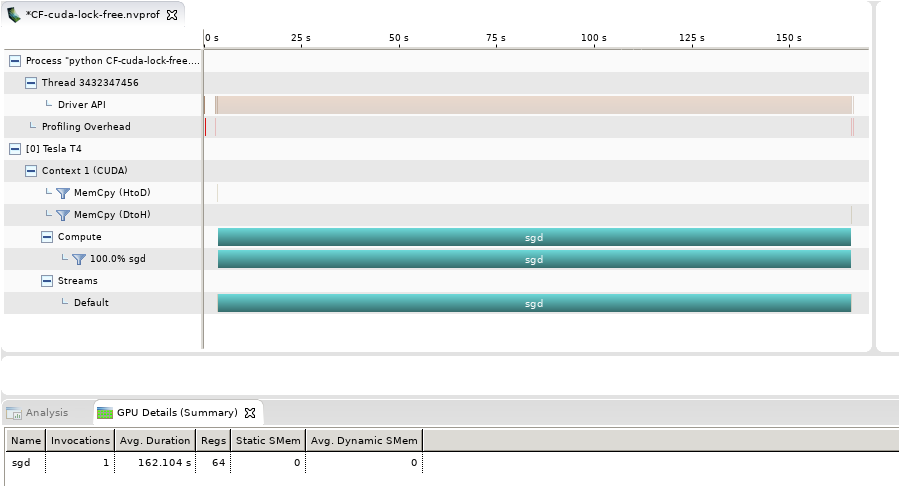 *CF-cuda-lock-free.nvprof
0 s 25 s 50 s 75 s 100 s 125 s 150 s
Process "python CF-cuda-lock-free....
Thread 3432347456
Driver API
Profiling Overhead
[0] Tesla T4
Context 1 (CUDA)
MemCpy (HtoD)
MemCpy (DtoH)
Compute sgd
100.0% sgd sgd
Streams
Default sgd
Analysis GPU Details (Summary)
Name Invocations Avg. Duration Regs Static SMem Avg. Dynamic SMem
sgd 1 162.104 s 64 0 0